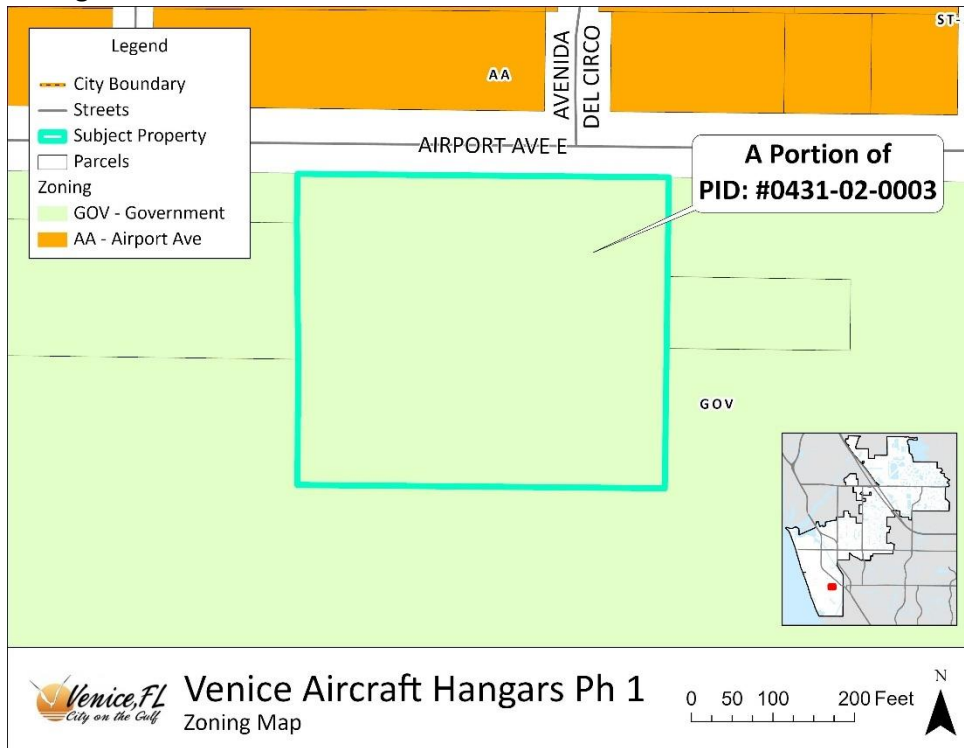 ST-
Legend
City Boundary
Streets
Subject Property
Parcels
Zoning
GOV - Government
AA - Airport Ave
AA
AVENIDA
DEL CIRCO
AIRPORT AVE E
A Portion of
PID: #0431-02-0003
GOV
Venice, FL
City on the Gulf
Venice Aircraft Hangars Ph 1
Zoning Map
0 50 100 200 Feet
N